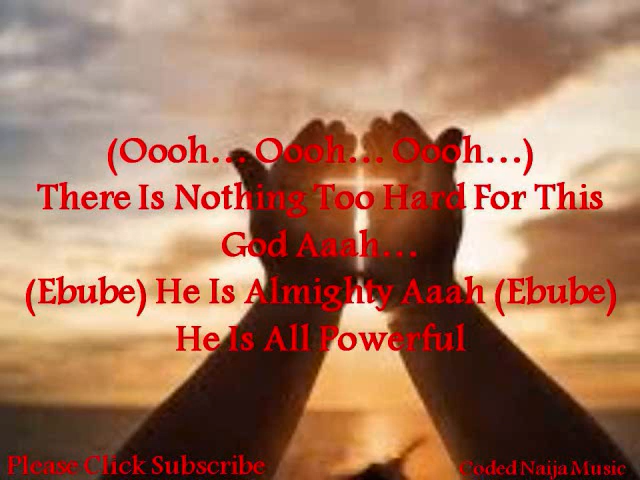 (Oooh... Oooh... Oooh...)
There Is Nothing Too Hard For This
God Aaah...
(Ebube) He Is Almighty Aaah (Ebube)
He Is All Powerful
Please Click Subscribe
Coded Naija Music